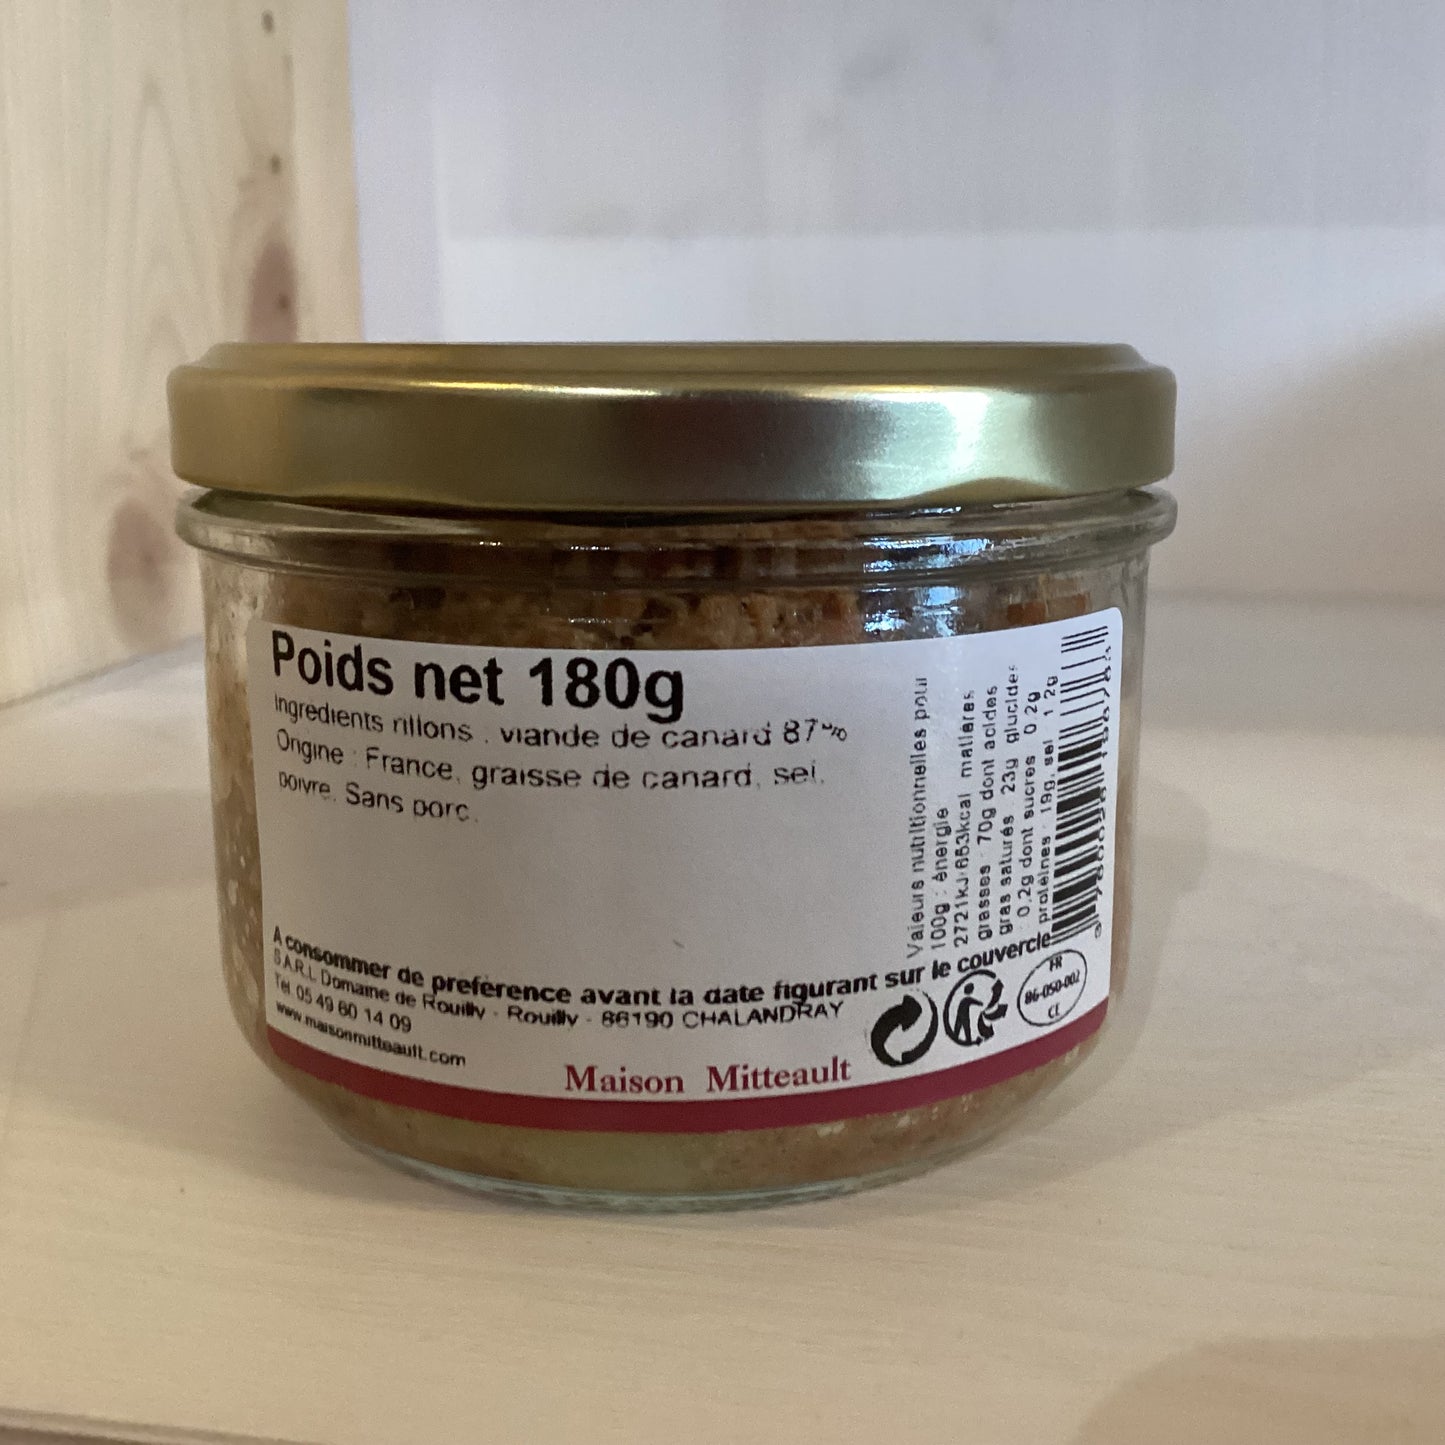 Poids net 180g
Ingrédients rillons : viande de canard 87%
Origine : France, graisse de canard, sel,
poivre. Sans porc.
Valeurs nutritionnelles pour
100g : énergie
2721kJ/653kcal matières
grasses : 70g dont acides
gras saturés : 23g glucides
0.2g dont sucres 0.2g
protéines : 19g, sel 1.2g
A consommer de preférence avant la date figurant sur le couvercle
S.A.R.L Domaine de Rouilly - Rouilly - 86190 CHALANDRAY
Tél 05 49 60 14 09
www.maisonmitteault.com
Maison Mitteault
FR
86-050-002
CE